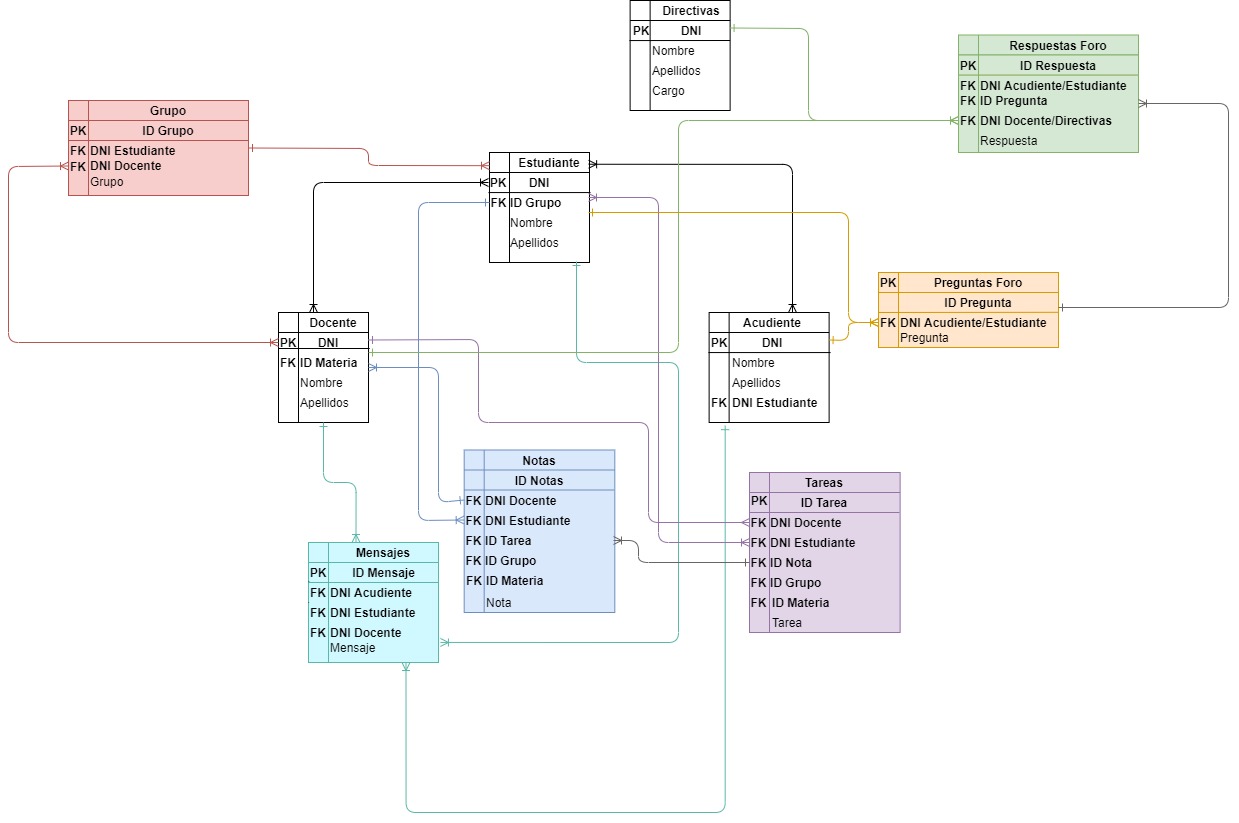 Directivas
PK DNI
Nombre
Apellidos
Cargo
Respuestas Foro
PK ID Respuesta
FK DNI Acudiente/Estudiante
FK ID Pregunta
FK DNI Docente/Directivas
Respuesta
Grupo
PK ID Grupo
FK DNI Estudiante
FK DNI Docente
Grupo
Estudiante
PK DNI
FK ID Grupo
Nombre
Apellidos
PK Preguntas Foro
ID Pregunta
FK DNI Acudiente/Estudiante
Pregunta
Docente
PK DNI
FK ID Materia
Nombre
Apellidos
Acudiente
PK DNI
Nombre
Apellidos
FK DNI Estudiante
Notas
ID Notas
FK DNI Docente
FK DNI Estudiante
FK ID Tarea
FK ID Grupo
FK ID Materia
Nota
Tareas
PK ID Tarea
FK DNI Docente
FK DNI Estudiante
FK ID Nota
FK ID Grupo
FK ID Materia
Tarea
Mensajes
PK ID Mensaje
FK DNI Acudiente
FK DNI Estudiante
FK DNI Docente
Mensaje